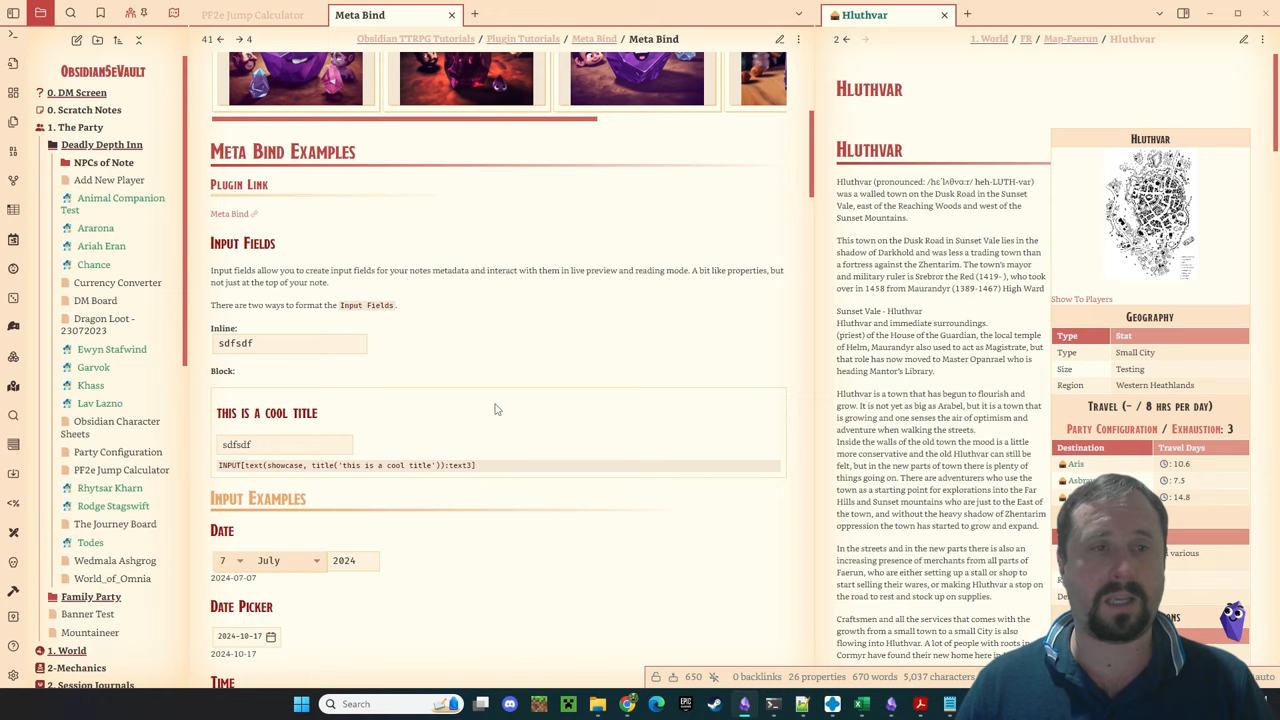 PF2e Jump Calculator
Meta Bind
Hluthvar
41
4
Obsidian TTRPG Tutorials / Plugin Tutorials / Meta Bind / Meta Bind
2
1. World / FR / Map-Faerun / Hluthvar
ObsidianSeVault
0. DM Screen
0. Scratch Notes
1. The Party
Deadly Depth Inn
NPCs of Note
Add New Player
Animal Companion
Test
Ararona
Ariah Eran
Chance
Currency Converter
DM Board
Dragon Loot -
23072023
Ewyn Stafwind
Garvok
Khass
Lav Lazno
Obsidian Character
Sheets
Party Configuration
PF2e Jump Calculator
Rhytsar Kharn
Rodge Stagswift
The Journey Board
Todes
Wedmala Ashgrog
World_of_Omnia
Family Party
Banner Test
Mountaineer
1. World
2-Mechanics
2. Session Journals
Meta Bind Examples
Plugin Link
Meta Bind
Input Fields
Input fields allow you to create input fields for your notes metadata and interact with them in live preview and reading mode. A bit like properties, but
not just at the top of your note.
There are two ways to format the Input Fields.
Inline:
sdfsdf
Block:
this is a cool title
sdfsdf
INPUT[text(showcase, title('this is a cool title')):text3]
Input Examples
Date
7 July 2024
2024-07-07
Date Picker
2024-10-17
2024-10-17
Time
Hluthvar
Hluthvar
Hluthvar (pronounced: /hɛˈlʌθvɑːr/ heh-LUTH-var)
was a walled town on the Dusk Road in the Sunset
Vale, east of the Reaching Woods and west of the
Sunset Mountains.
This town on the Dusk Road in Sunset Vale lies in the
shadow of Darkhold and was less a trading town than
a fortress against the Zhentarim. The town's mayor
and military ruler is Srebror the Red (1419- ), who took
over in 1458 from Maurandyr (1389-1467) High Ward
Sunset Vale - Hluthvar
Hluthvar and immediate surroundings.
(priest) of the House of the Guardian, the local temple
of Helm, Maurandyr also used to act as Magistrate, but
that role has now moved to Master Opanrael who is
heading Mantor's Library.
Hluthvar is a town that has begun to flourish and
grow. It is not yet as big as Arabel, but it is a town that
is growing and one senses the air of optimism and
adventure when walking the streets.
Inside the walls of the old town the mood is a little
more conservative and the old Hluthvar can still be
felt, but in the new parts of town there is plenty of
things going on. There are adventurers who use the
town as a starting point for explorations into the Far
Hills and Sunset mountains who are just to the East of
the town, and without the heavy shadow of Zhentarim
oppression the town has started to grow and expand.
In the streets and in the new parts there is also an
increasing presence of merchants from all parts of
Faerun, who are either setting up a stall or shop to
start selling their wares, or making Hluthvar a stop on
the road to rest and stock up on supplies.
Craftsmen and all the services that comes with the
growth from a small town to a small City is also
flowing into Hluthvar. A lot of people with roots in
Cormyr have found their new home here in
Hluthvar
Show To Players
Geography
Type Stat
Type Small City
Size Testing
Region Western Heathlands
Travel (- / 8 hrs per day)
Party Configuration / Exhaustion: 3
Destination Travel Days
Aris : 10.6
: 7.5
: 14.8
various
650
0 backlinks 26 properties 670 words 5,037 characters
Search